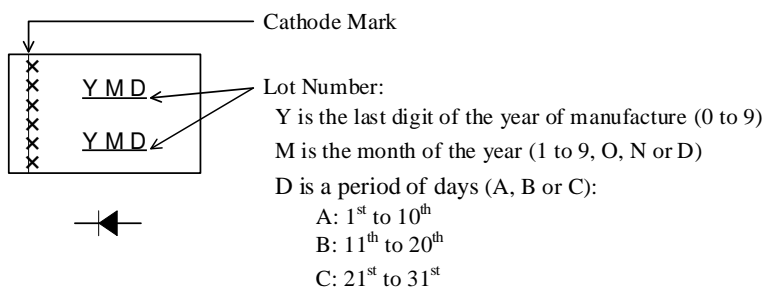 Cathode Mark
Y M D
Y M D
Lot Number:
Y is the last digit of the year of manufacture (0 to 9)
M is the month of the year (1 to 9, O, N or D)
D is a period of days (A, B or C):
A: 1st to 10th
B: 11th to 20th
C: 21st to 31st